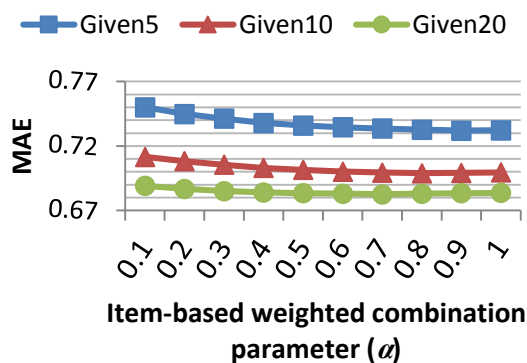 Given5 Given10 Given20
0.77
0.72
0.67
MAE
0.1 0.2 0.3 0.4 0.5 0.6 0.7 0.8 0.9 1
Item-based weighted combination
parameter (α)